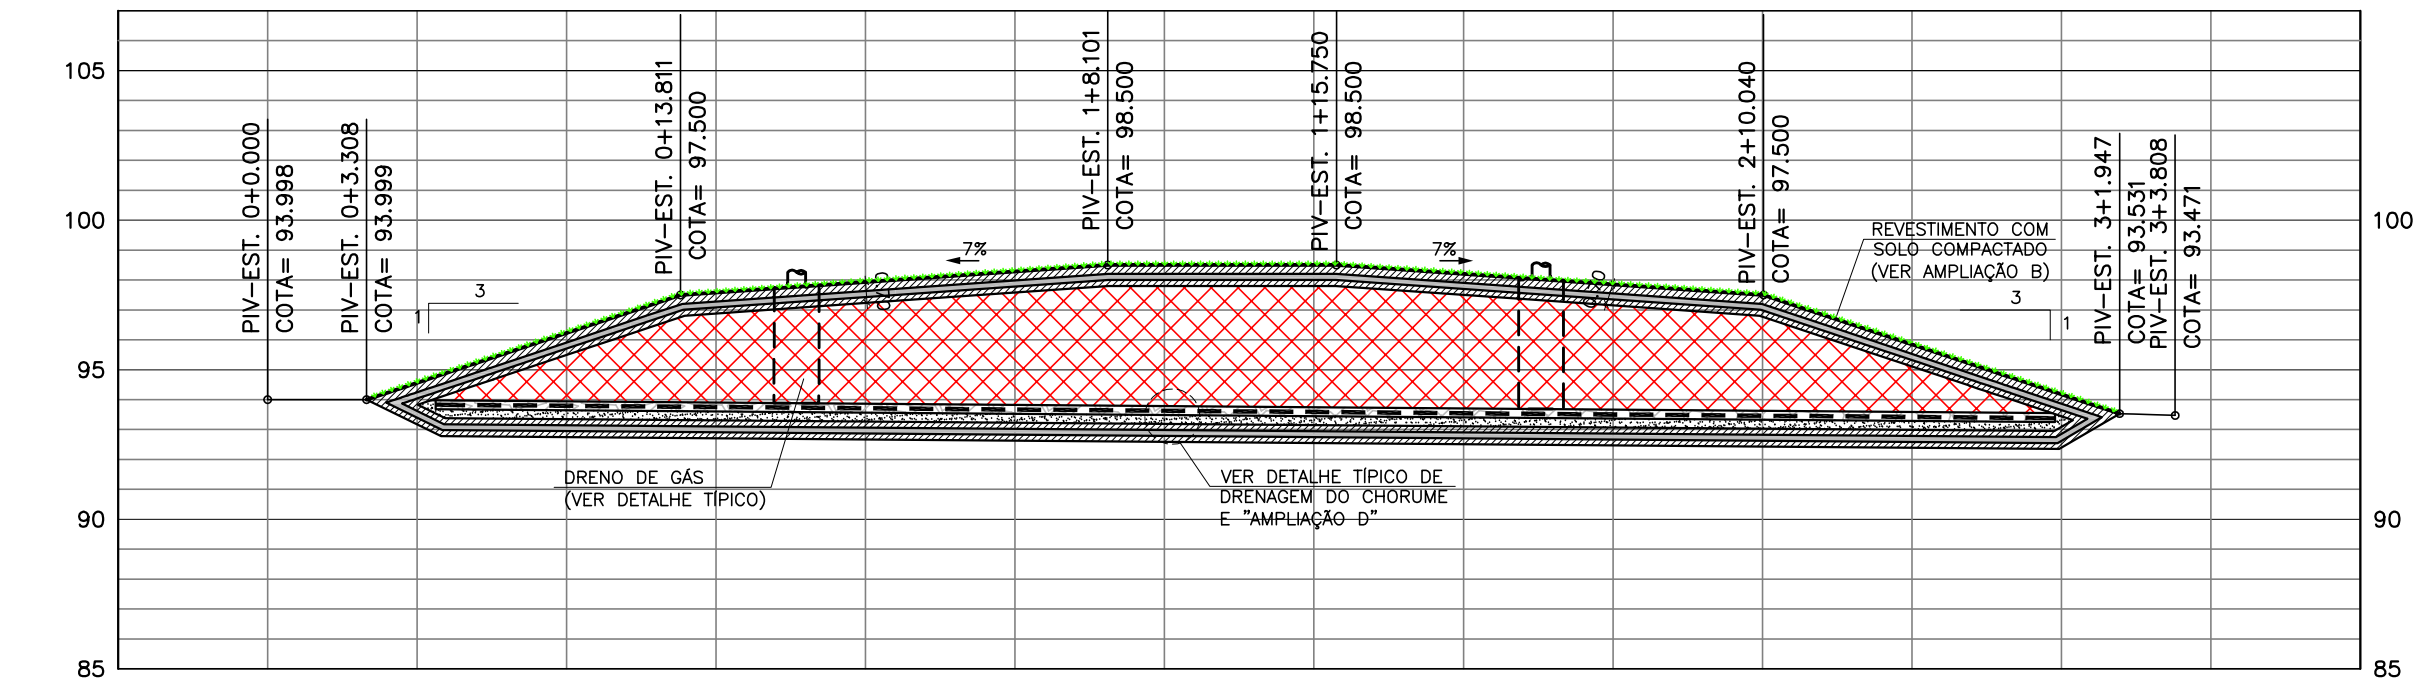 105
100
95
90
85
100
90
85
PIV-EST. 0+0.000
COTA= 93.998
PIV-EST. 0+3.308
COTA= 93.999
PIV-EST. 0+13.811
COTA= 97.500
PIV-EST. 1+8.101
COTA= 98.500
PIV-EST. 1+15.750
COTA= 98.500
PIV-EST. 2+10.040
COTA= 97.500
PIV-EST. 3+1.947
COTA= 93.531
PIV-EST. 3+3.808
COTA= 93.471
3
1
7%
7%
REVESTIMENTO COM
SOLO COMPACTADO
(VER AMPLIAÇÃO B)
3
1
DRENO DE GÁS
(VER DETALHE TÍPICO)
VER DETALHE TÍPICO DE
DRENAGEM DO CHORUME
E "AMPLIAÇÃO D"